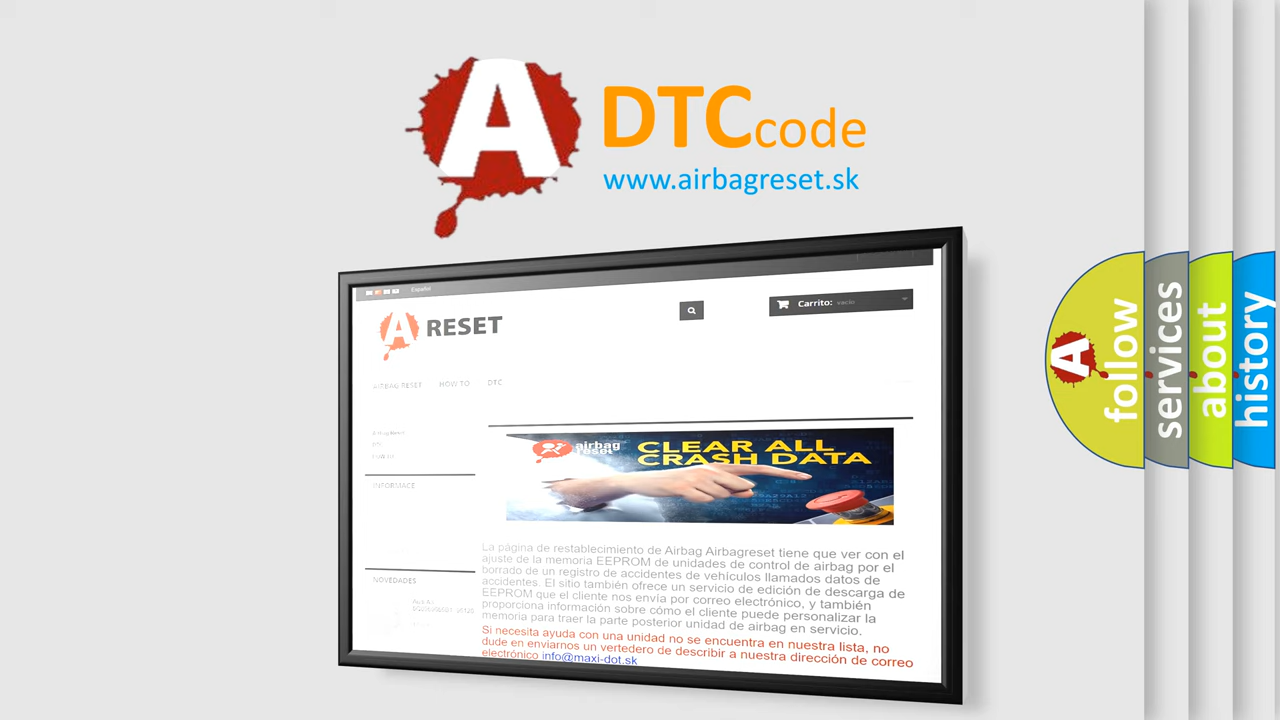 A DTCcode
www.airbagreset.sk
Español
Carrito: vacío
A RESET
AIRBAG RESET HOW TO DTC
Airbag Reset
DTC
INFORMACE
NOVEDADES
airbag
reset
CLEAR ALL
CRASH DATA
La página de restablecimiento de Airbag Airbagreset tiene que ver con el
ajuste de la memoria EEPROM de unidades de control de airbag por el
borrado de un registro de accidentes de vehículos llamados datos de
accidentes. El sitio también ofrece un servicio de edición de descarga de
EEPROM que el cliente nos envía por correo electrónico, y también
proporciona información sobre cómo el cliente puede personalizar la
memoria para traer la parte posterior unidad de airbag en servicio.
Si necesita ayuda con una unidad no se encuentra en nuestra lista, no
dude en enviarnos un vertedero de describir a nuestra dirección de correo
electrónico info@maxi-dot.sk
A follow
services
about
history